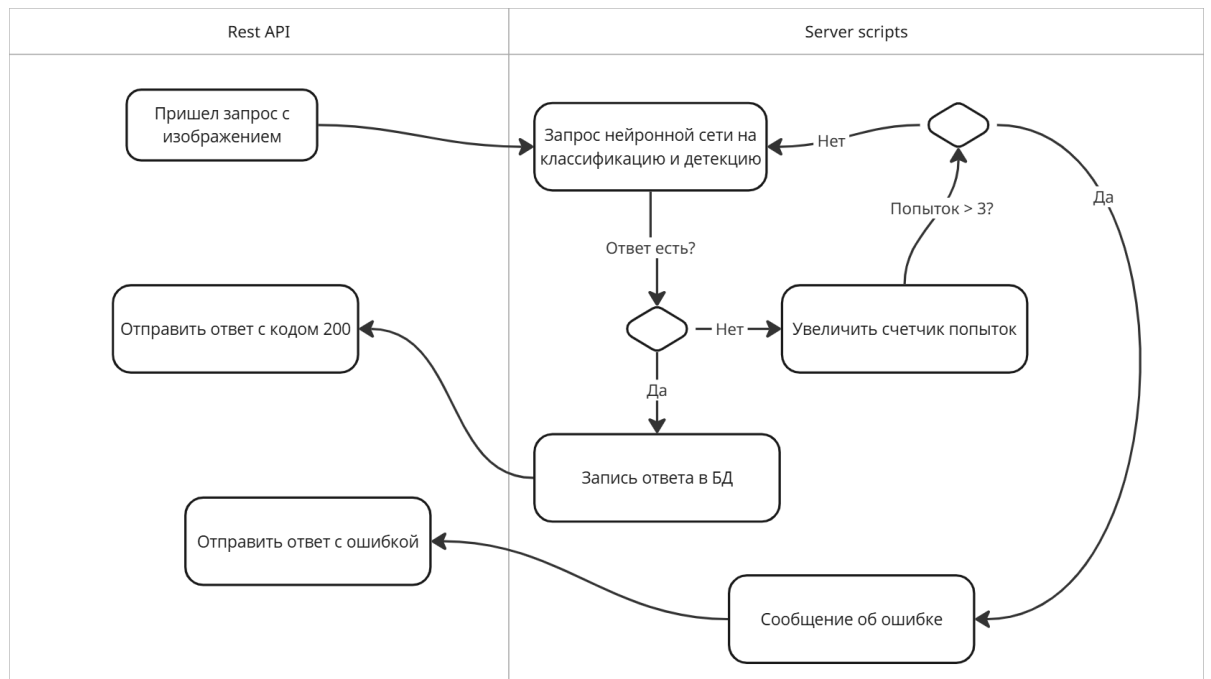 Rest API
Server scripts
Пришел запрос с
изображением
Запрос нейронной сети на
классификацию и детекцию
Нет
Да
Попыток > 3?
Ответ есть?
Отправить ответ с кодом 200
Нет
Увеличить счетчик попыток
Да
Запись ответа в БД
Отправить ответ с ошибкой
Сообщение об ошибке